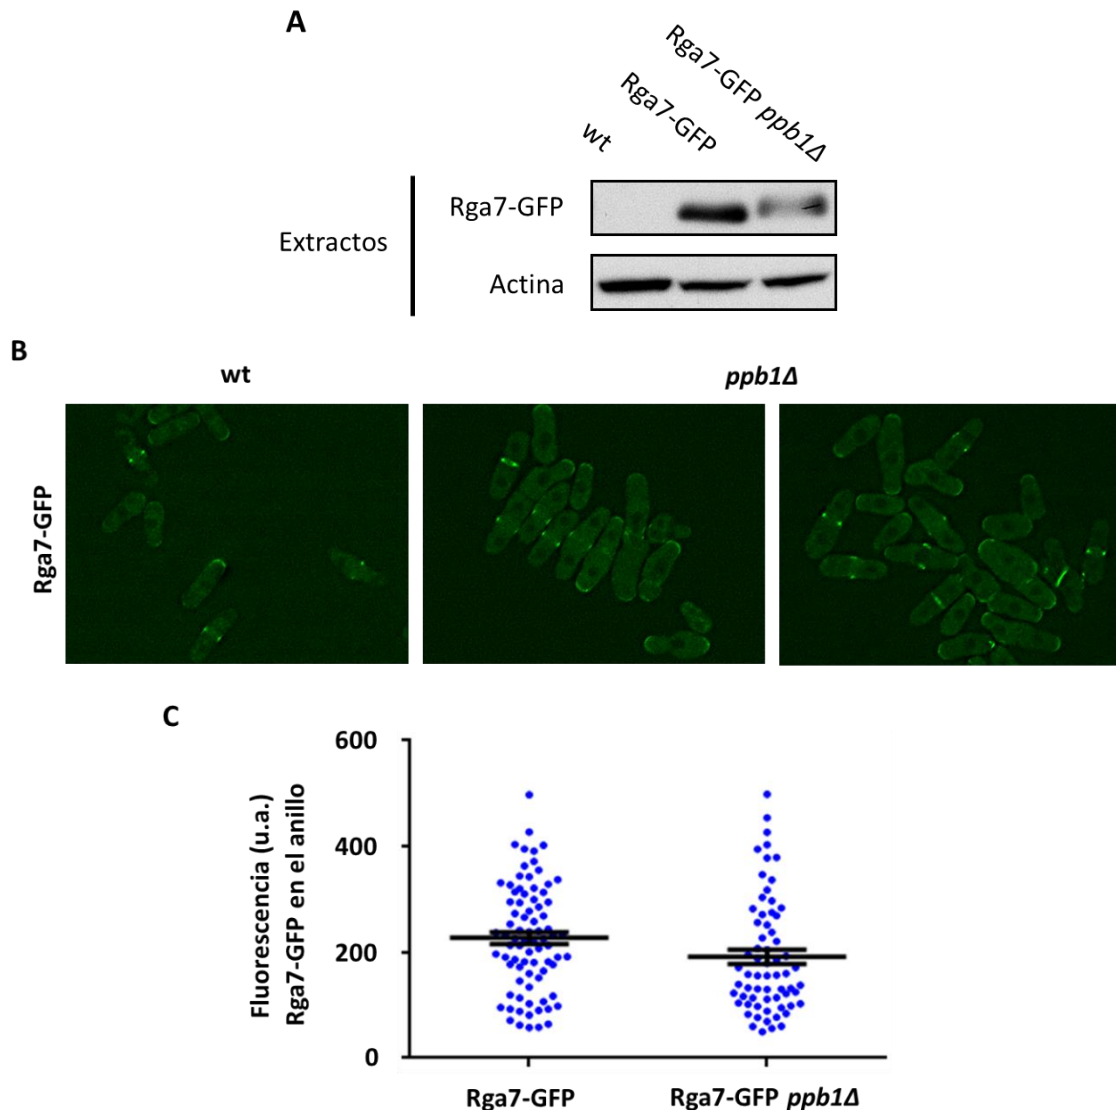 A
wt
Rga7-GFP
Rga7-GFP ppb1Δ
Extractos
Rga7-GFP
Actina
B
wt
ppb1Δ
Rga7-GFP
C
Fluorescencia (u.a.)
Rga7-GFP en el anillo
600
400
200
0
Rga7-GFP
Rga7-GFP ppb1Δ